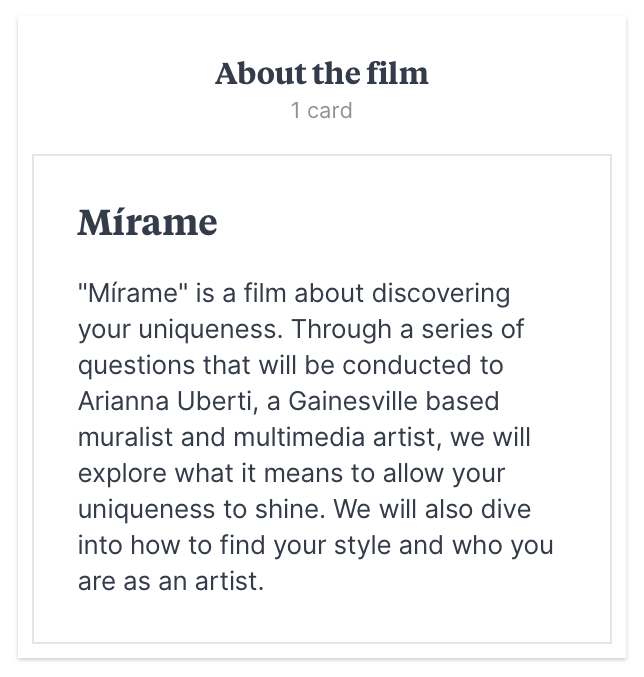 About the film
1 card
Mírame
"Mírame" is a film about discovering
your uniqueness. Through a series of
questions that will be conducted to
Arianna Uberti, a Gainesville based
muralist and multimedia artist, we will
explore what it means to allow your
uniqueness to shine. We will also dive
into how to find your style and who you
are as an artist.